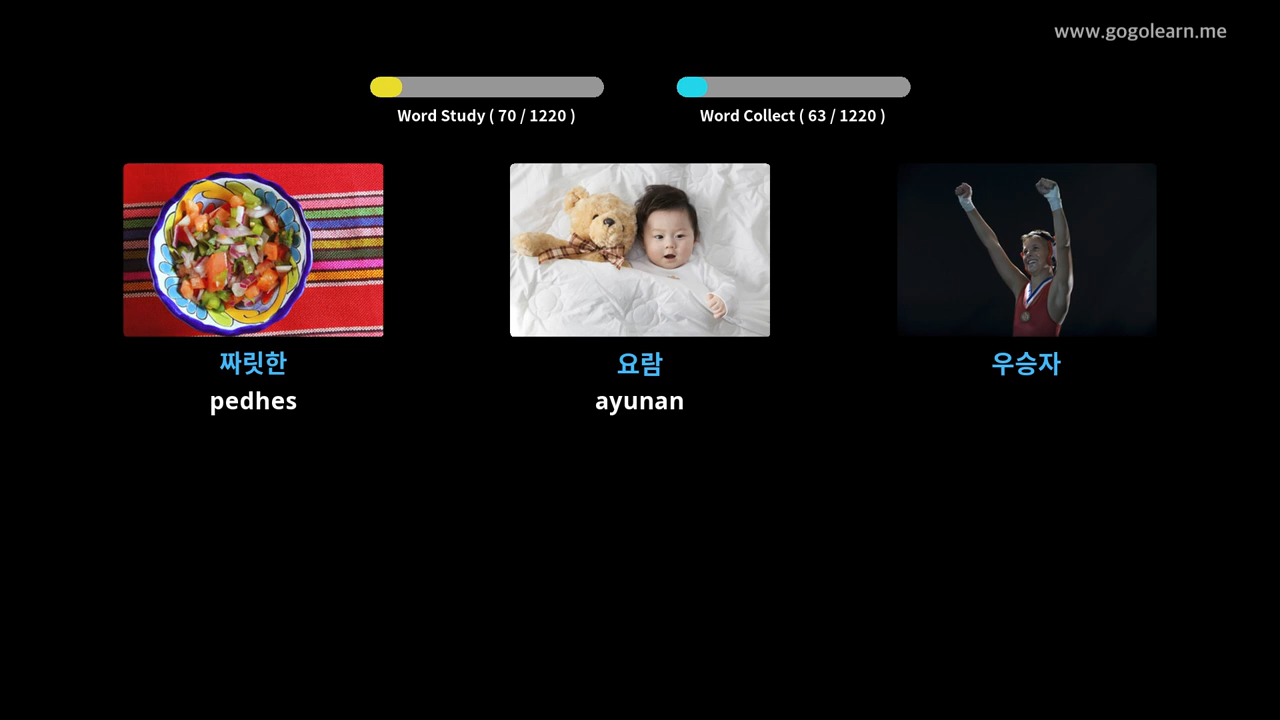 www.gogolearn.me
Word Study ( 70 / 1220 )
Word Collect ( 63 / 1220 )
짜릿한
pedhes
요람
ayunan
우승자